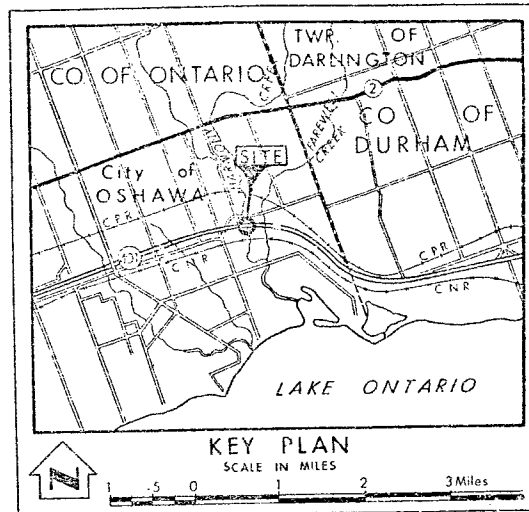 TWP. OF
DARLINGTON
CO OF ONTARIO
CREEK
2
CO OF
DURHAM
FAREWELL
CREEK
SITE
City of
OSHAWA
CPR
401
CNR
CPR
CNR
LAKE ONTARIO
KEY PLAN
SCALE IN MILES
N
1 .5 0 1 2 3 Miles